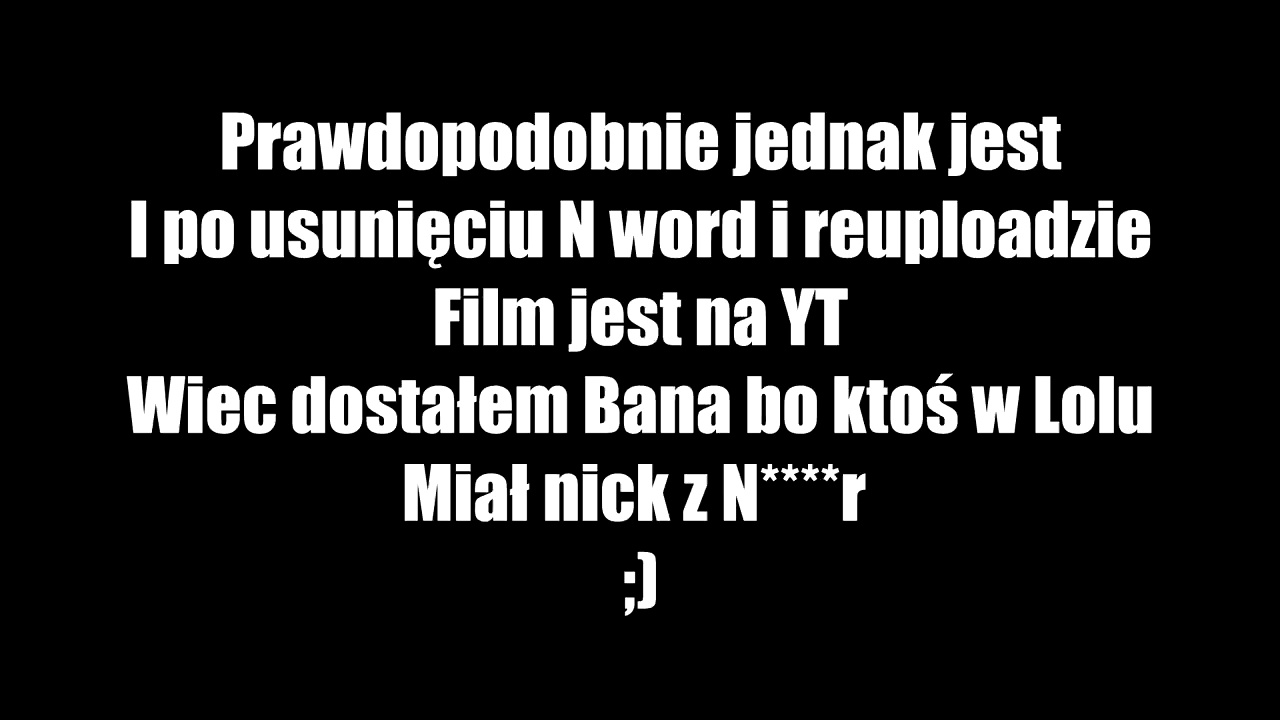 Prawdopodobnie jednak jest
I po usunięciu N word i reuploadzie
Film jest na YT
Wiec dostałem Bana bo ktoś w Lolu
Miał nick z N****r
;)